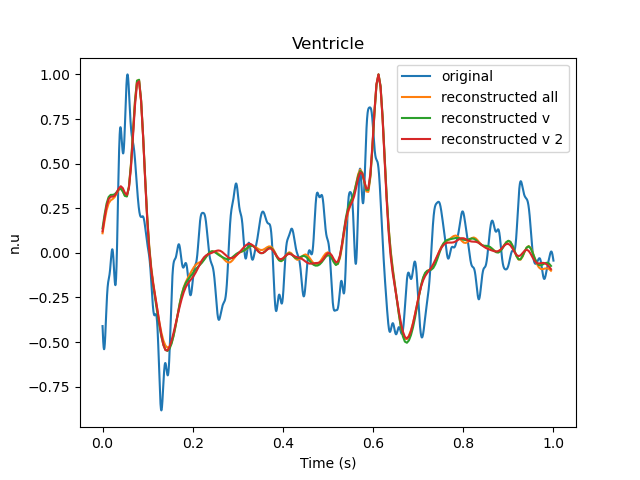 Ventricle
original
reconstructed all
reconstructed v
reconstructed v 2
n.u
1.00
0.75
0.50
0.25
0.00
−0.25
−0.50
−0.75
0.0 0.2 0.4 0.6 0.8 1.0
Time (s)